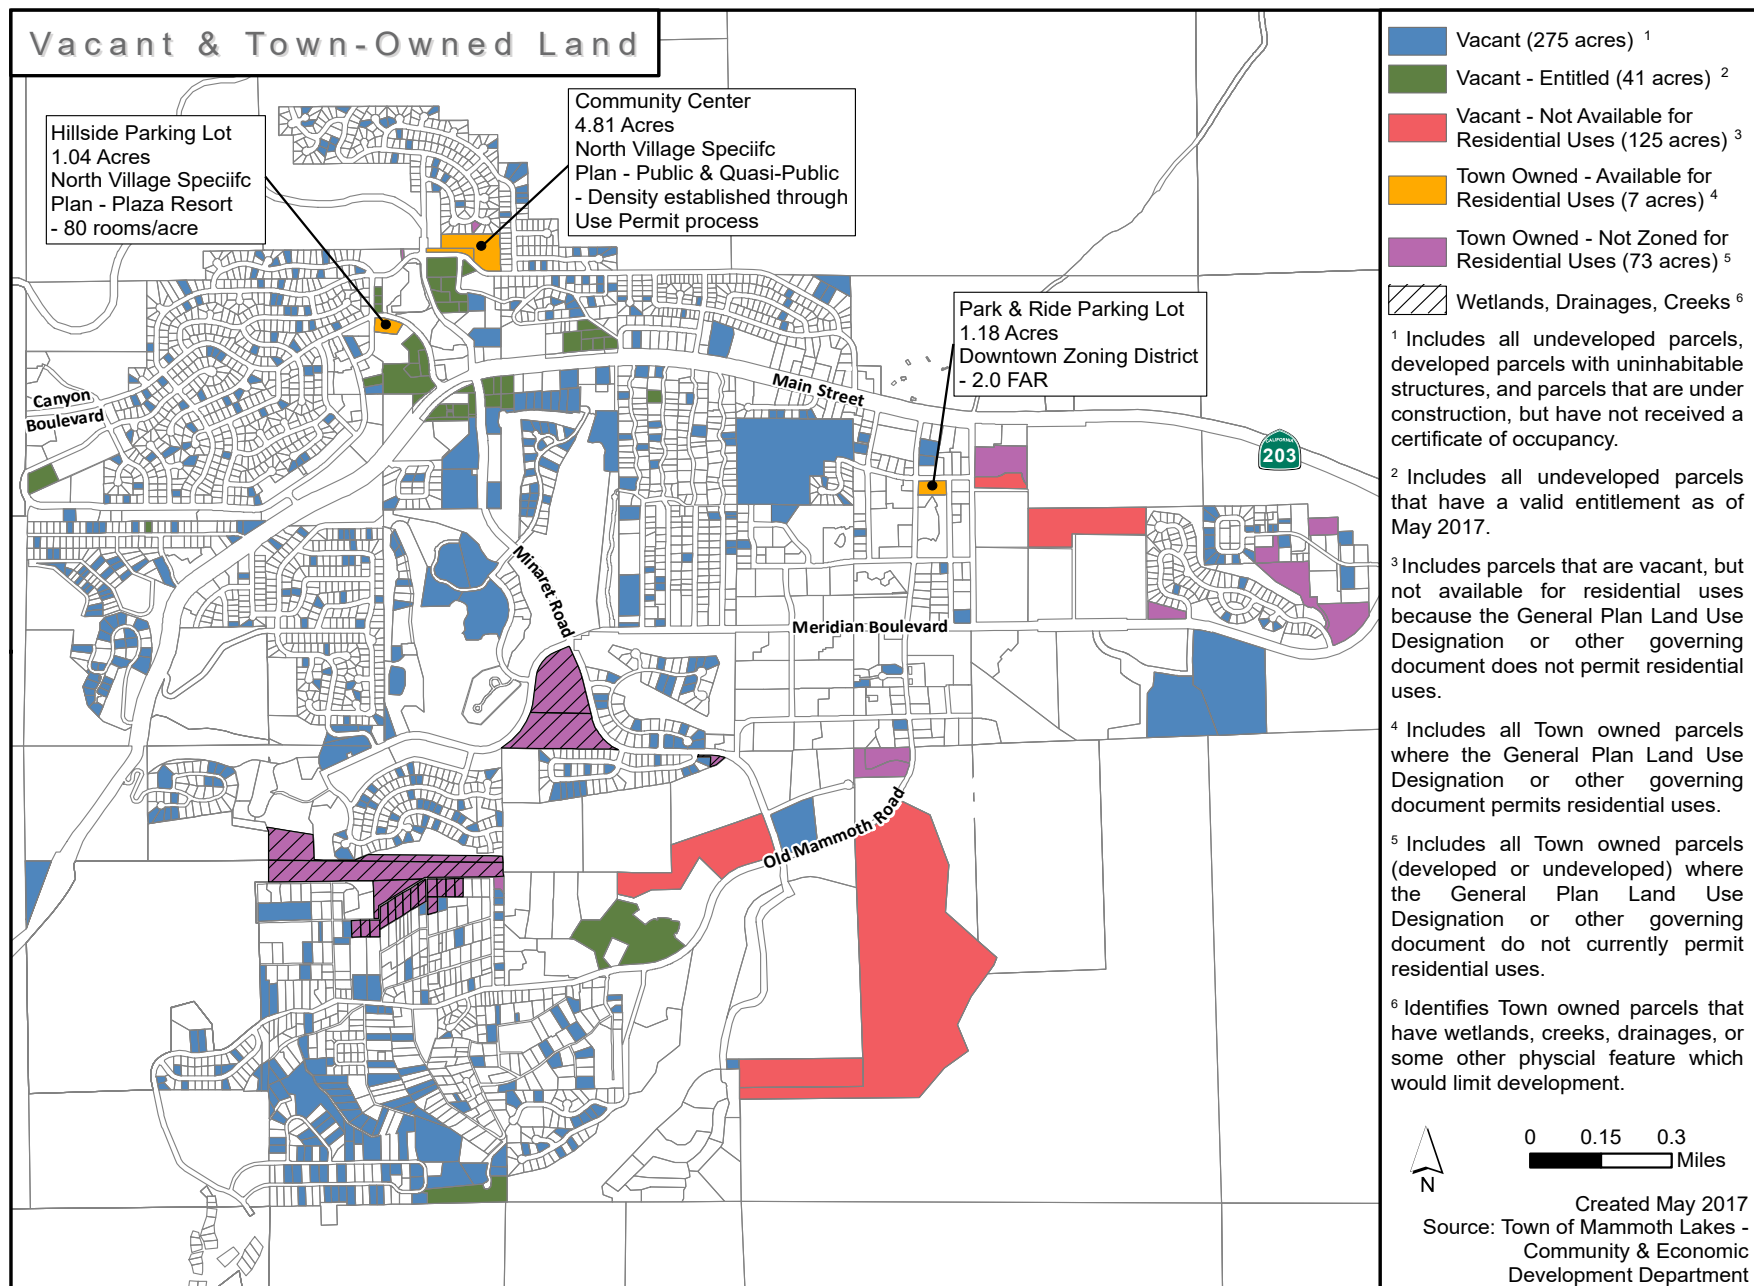 Vacant & Town-Owned Land
Hillside Parking Lot
1.04 Acres
North Village Speciifc
Plan - Plaza Resort
- 80 rooms/acre
Community Center
4.81 Acres
North Village Speciifc
Plan - Public & Quasi-Public
- Density established through
Use Permit process
Park & Ride Parking Lot
1.18 Acres
Downtown Zoning District
- 2.0 FAR
Canyon
Boulevard
Main Street
CALIFORNIA
203
Minaret Road
Meridian Boulevard
Old Mammoth Road
Vacant (275 acres) 1
Vacant - Entitled (41 acres) 2
Vacant - Not Available for
Residential Uses (125 acres) 3
Town Owned - Available for
Residential Uses (7 acres) 4
Town Owned - Not Zoned for
Residential Uses (73 acres) 5
Wetlands, Drainages, Creeks 6
1 Includes all undeveloped parcels,
developed parcels with uninhabitable
structures, and parcels that are under
construction, but have not received a
certificate of occupancy.
2 Includes all undeveloped parcels
that have a valid entitlement as of
May 2017.
3 Includes parcels that are vacant, but
not available for residential uses
because the General Plan Land Use
Designation or other governing
document does not permit residential
uses.
4 Includes all Town owned parcels
where the General Plan Land Use
Designation or other governing
document permits residential uses.
5 Includes all Town owned parcels
(developed or undeveloped) where
the General Plan Land Use
Designation or other governing
document do not currently permit
residential uses.
6 Identifies Town owned parcels that
have wetlands, creeks, drainages, or
some other physcial feature which
would limit development.
0 0.15 0.3
Miles
N
Created May 2017
Source: Town of Mammoth Lakes -
Community & Economic
Development Department